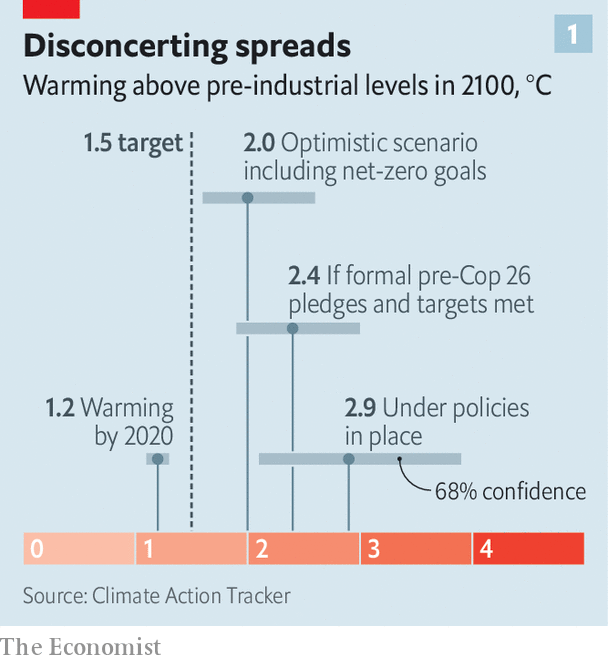 Disconcerting spreads
1
Warming above pre-industrial levels in 2100, °C
1.5 target
2.0 Optimistic scenario
including net-zero goals
2.4 If formal pre-Cop 26
pledges and targets met
1.2 Warming
by 2020
2.9 Under policies
in place
68% confidence
0 1 2 3 4
Source: Climate Action Tracker
The Economist